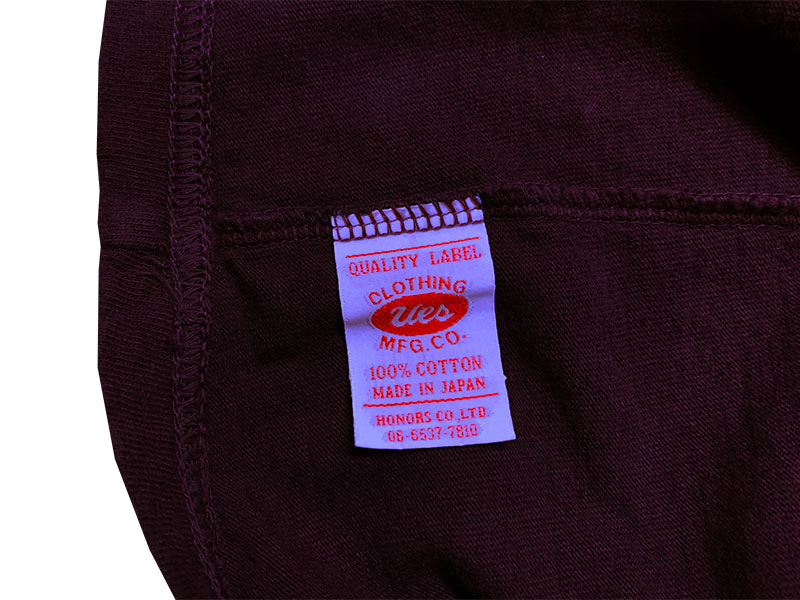 QUALITY LABEL
CLOTHING
Ues
MFG.CO.
100% COTTON
MADE IN JAPAN
HONORS CO.,LTD.
06-6537-7810